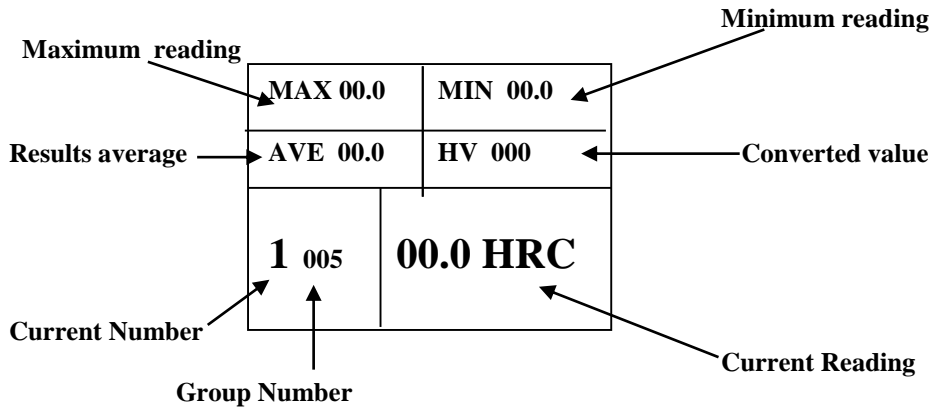 Minimum reading
Maximum reading
MAX 00.0 MIN 00.0
Results average AVE 00.0 HV 000 Converted value
1 005 00.0 HRC
Current Number
Current Reading
Group Number